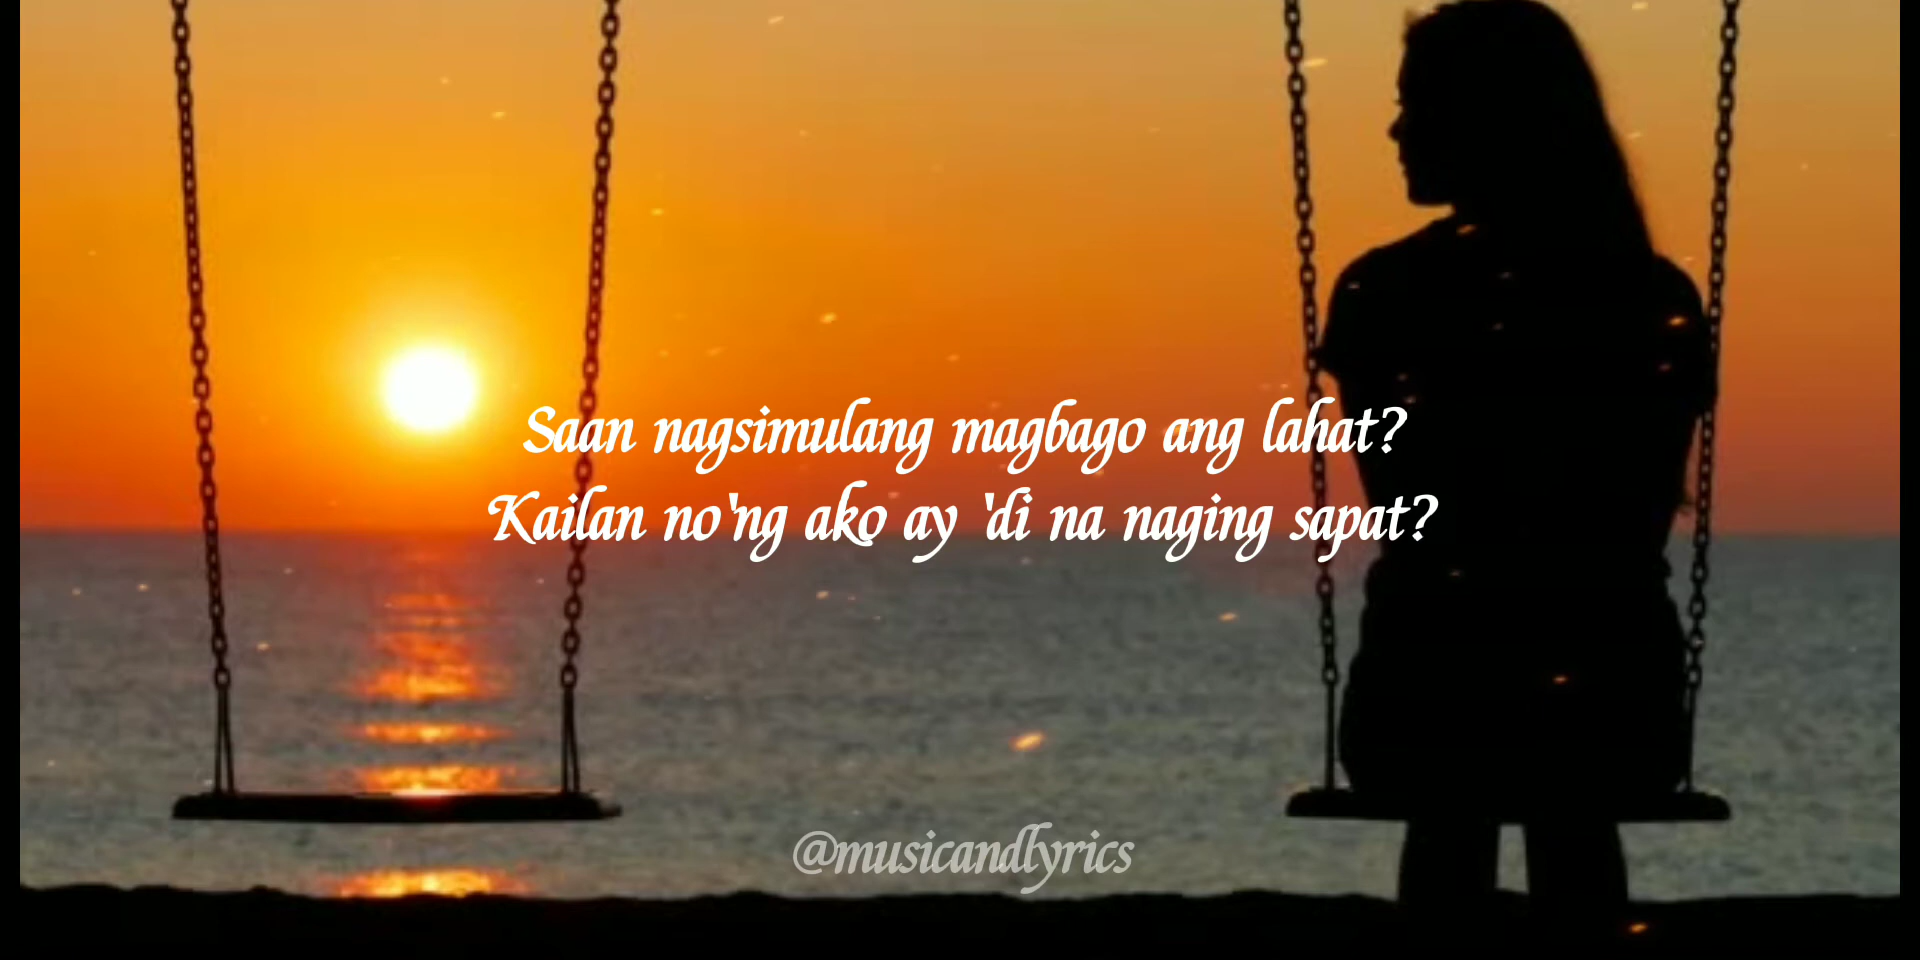 Saan nagsimulang magbago ang lahat?
Kailan no'ng ako ay 'di na naging sapat?
@musicandlyrics